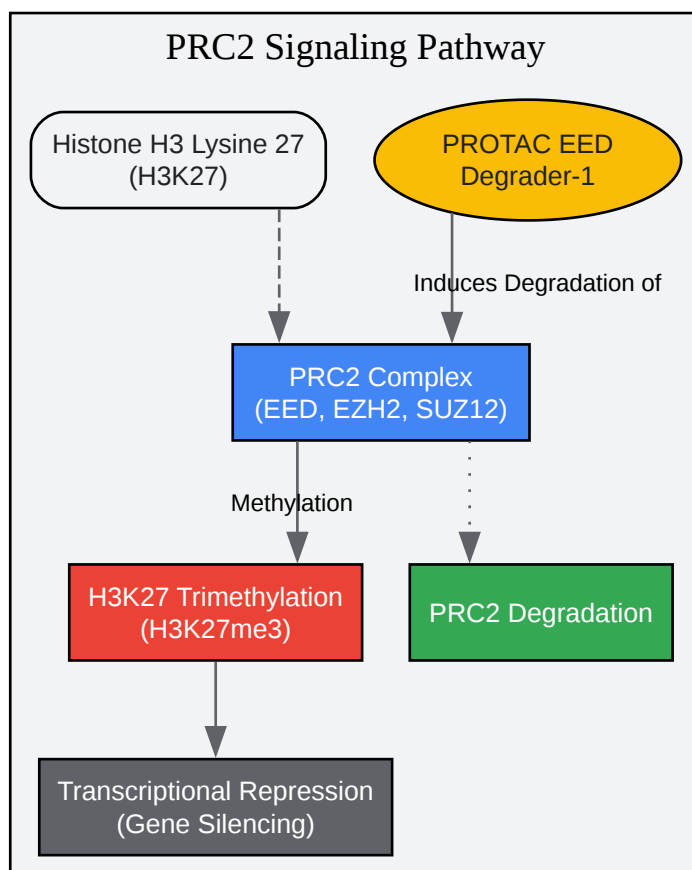 PRC2 Signaling Pathway
Histone H3 Lysine 27
(H3K27)
PROTAC EED
Degrader-1
Induces Degradation of
PRC2 Complex
(EED, EZH2, SUZ12)
Methylation
H3K27 Trimethylation
(H3K27me3)
PRC2 Degradation
Transcriptional Repression
(Gene Silencing)